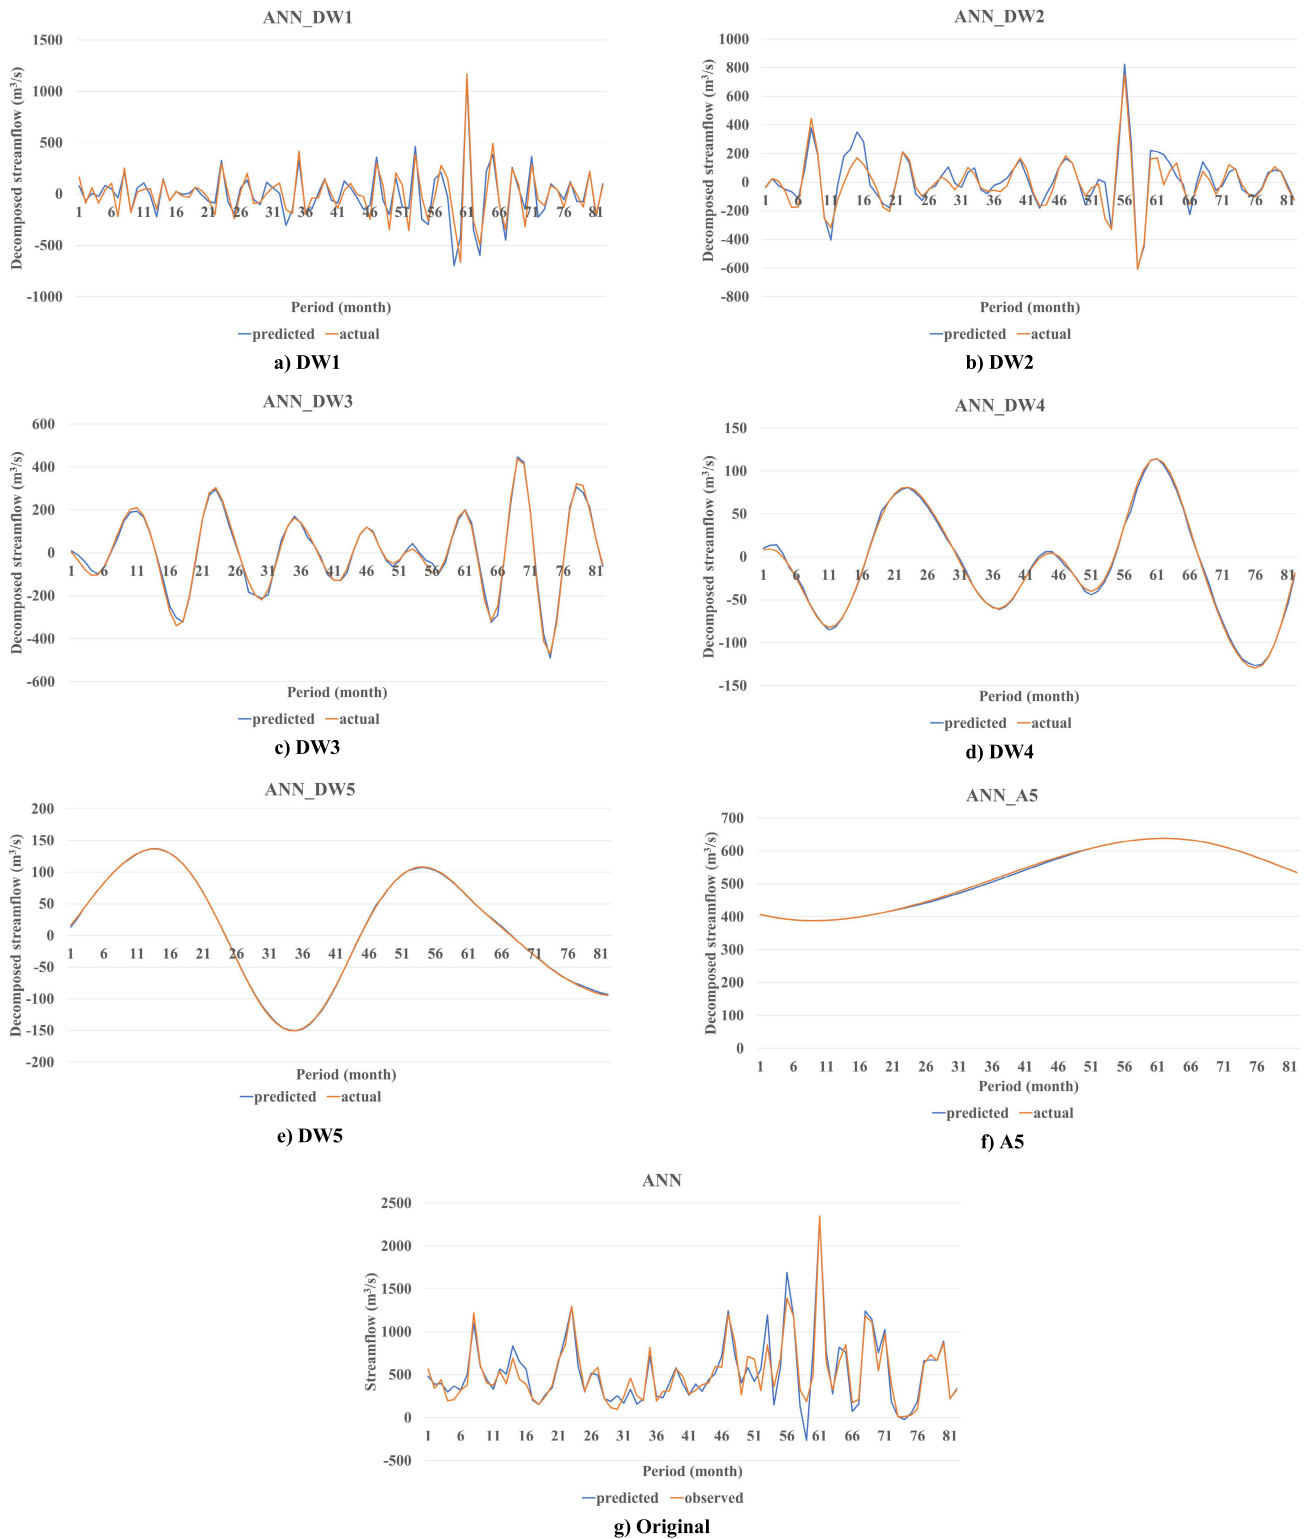 ANN_DW1
Decomposed streamflow (m³/s)
1500
1000
500
0
-500
-1000
1 6 11 16 21 26 31 36 41 46 51 56 61 66 71 76 81
Period (month)
predicted actual
a) DW1
ANN_DW2
Decomposed streamflow (m³/s)
1000
800
600
400
200
0
-200
-400
-600
-800
1 6 11 16 21 26 31 36 41 46 51 56 61 66 71 76 81
Period (month)
predicted actual
b) DW2
ANN_DW3
Decomposed streamflow (m³/s)
600
400
200
0
-200
-400
-600
1 6 11 16 21 26 31 36 41 46 51 56 61 66 71 76 81
Period (month)
predicted actual
c) DW3
ANN_DW4
Decomposed streamflow (m³/s)
150
100
50
0
-50
-100
-150
1 6 11 16 21 26 31 36 41 46 51 56 61 66 71 76 81
Period (month)
predicted actual
d) DW4
ANN_DW5
Decomposed streamflow (m³/s)
200
150
100
50
0
-50
-100
-150
-200
1 6 11 16 21 26 31 36 41 46 51 56 61 66 71 76 81
Period (month)
predicted actual
e) DW5
ANN_A5
Decomposed streamflow (m³/s)
700
600
500
400
300
200
100
0
1 6 11 16 21 26 31 36 41 46 51 56 61 66 71 76 81
Period (month)
predicted actual
f) A5
ANN
Streamflow (m³/s)
2500
2000
1500
1000
500
0
-500
1 6 11 16 21 26 31 36 41 46 51 56 61 66 71 76 81
Period (month)
predicted observed
g) Original